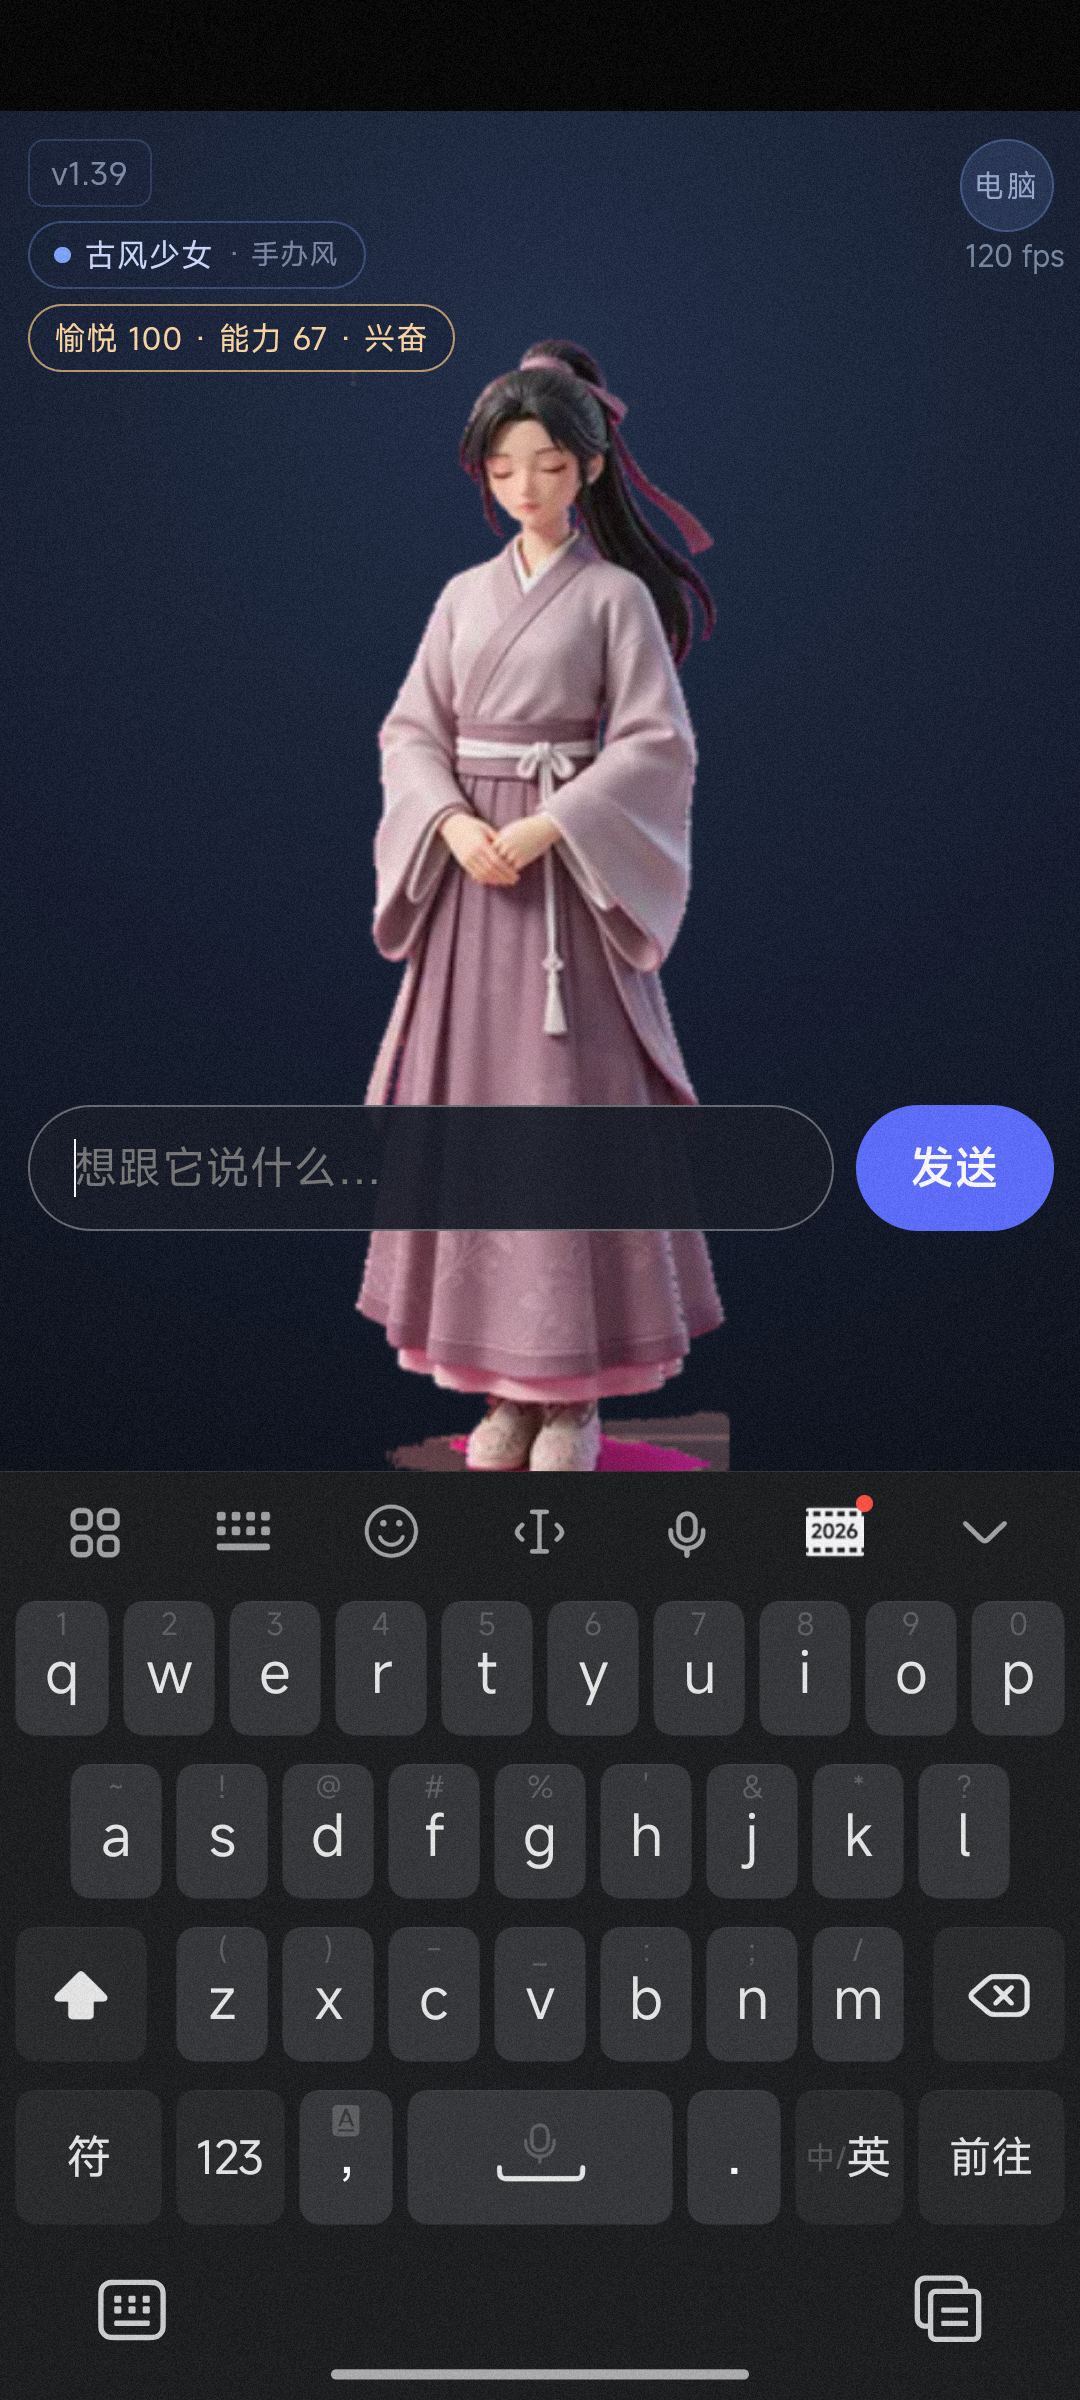 v1.39
电脑
古风少女 · 手办风
120 fps
愉悦 100 · 能力 67 · 兴奋
想跟它说什么...
发送
2026
1 2 3 4 5 6 7 8 9 0
q w e r t y u i o p
~ ! @ # % ' & * ?
a s d f g h j k l
( ) - _ : ; /
z x c v b n m
A
符 123 , . 中/英 前往